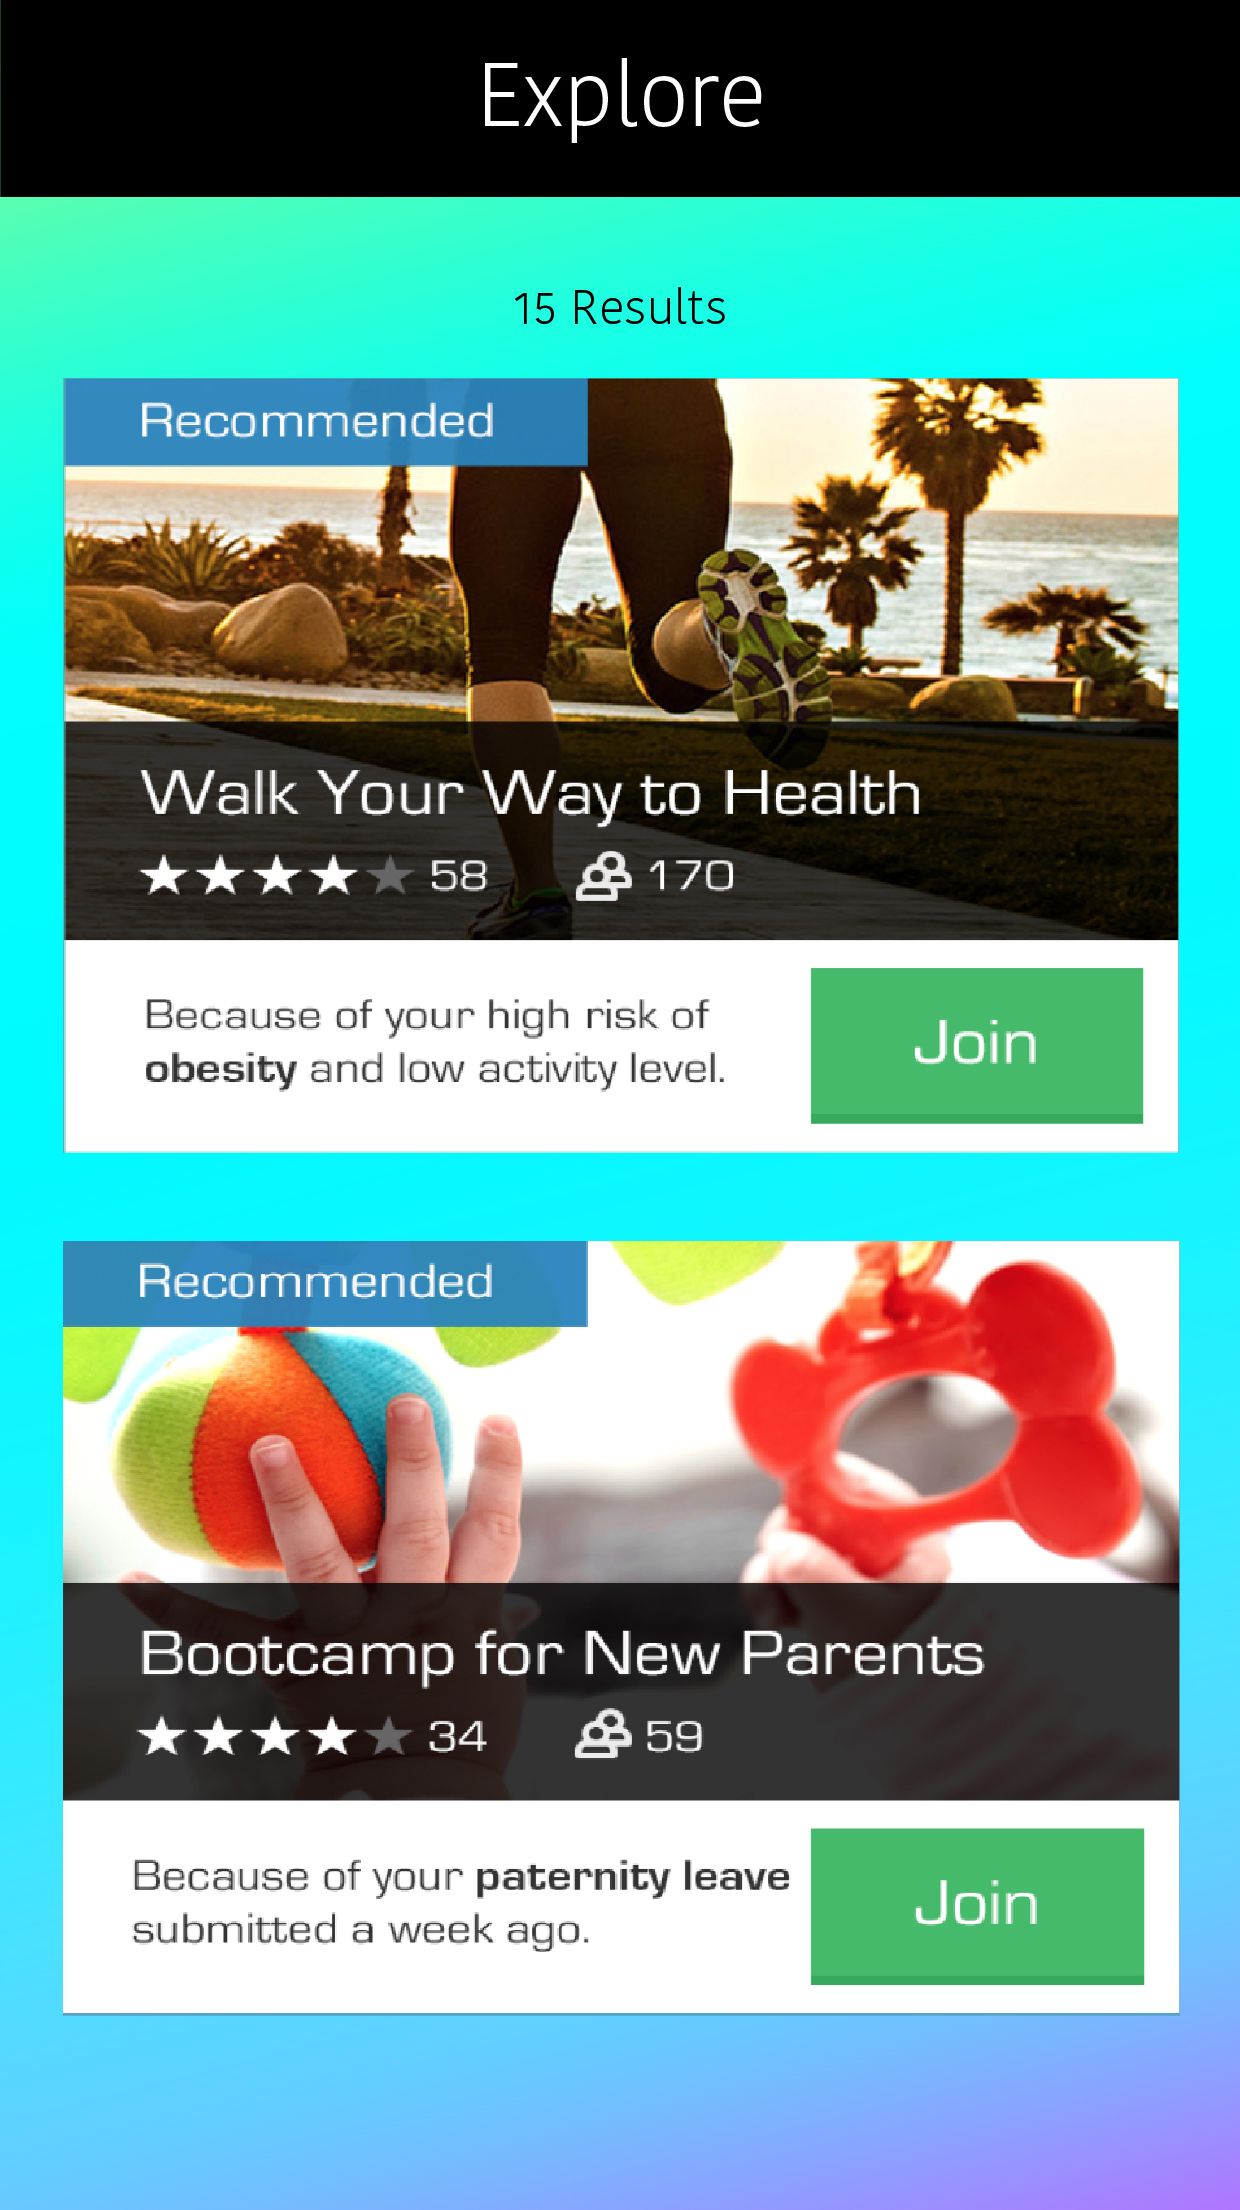 Explore
15 Results
Recommended
Walk Your Way to Health
58 170
Because of your high risk of
obesity and low activity level.
Join
Recommended
Bootcamp for New Parents
34 59
Because of your paternity leave
submitted a week ago.
Join